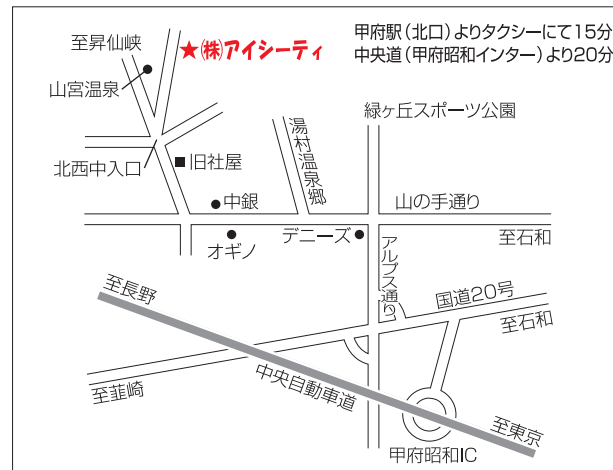 甲府駅(北口)よりタクシーにて15分
中央道(甲府昭和インター)より20分
至昇仙峡
★㈱アイシーティ
山宮温泉
緑ヶ丘スポーツ公園
湯村温泉郷
北西中入口
■旧社屋
中銀
山の手通り
オギノ
デニーズ
至石和
アルプス通り
至長野
国道20号
至石和
中央自動車道
至韮崎
至東京
甲府昭和IC